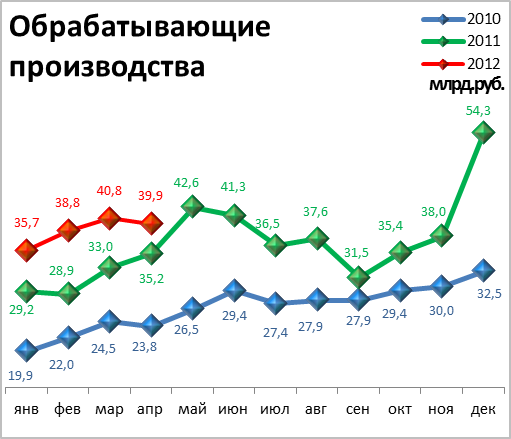 Обрабатывающие
производства
2010
2011
2012
млрд.руб.
35,7 38,8 40,8 39,9
29,2 28,9 33,0 35,2 42,6 41,3 36,5 37,6 31,5 35,4 38,0 54,3
19,9 22,0 24,5 23,8 26,5 29,4 27,4 27,9 27,9 29,4 30,0 32,5
янв фев мар апр май июн июл авг сен окт ноя дек